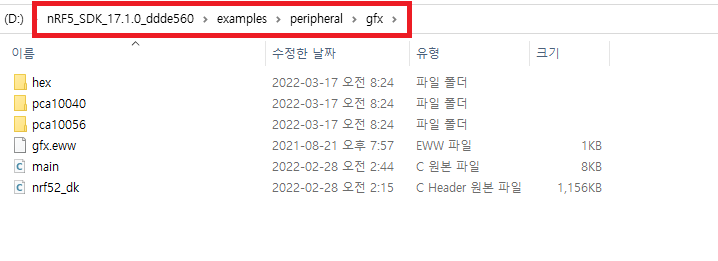 (D:) > nRF5_SDK_17.1.0_ddde560 > examples > peripheral > gfx >
이름 수정한 날짜 유형 크기
hex 2022-03-17 오전 8:24 파일 폴더
pca10040 2022-03-17 오전 8:24 파일 폴더
pca10056 2022-03-17 오전 8:24 파일 폴더
gfx.eww 2021-08-21 오후 7:57 EWW 파일 1KB
main 2022-02-28 오전 2:44 C 원본 파일 8KB
nrf52_dk 2022-02-28 오전 2:15 C Header 원본 파일 1,156KB